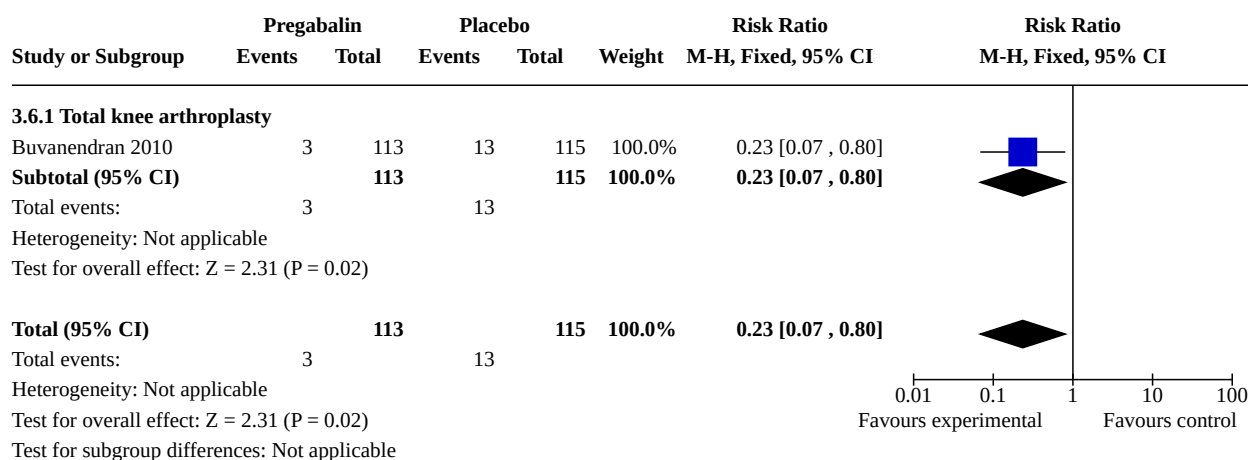 Pregabalin Placebo Risk Ratio Risk Ratio
Study or Subgroup Events Total Events Total Weight M-H, Fixed, 95% CI M-H, Fixed, 95% CI
3.6.1 Total knee arthroplasty
Buvanendran 2010 3 113 13 115 100.0% 0.23 [0.07 , 0.80]
Subtotal (95% CI) 113 115 100.0% 0.23 [0.07 , 0.80]
Total events: 3 13
Heterogeneity: Not applicable
Test for overall effect: Z = 2.31 (P = 0.02)
Total (95% CI) 113 115 100.0% 0.23 [0.07 , 0.80]
Total events: 3 13
Heterogeneity: Not applicable 0.01 0.1 1 10 100
Test for overall effect: Z = 2.31 (P = 0.02) Favours experimental Favours control
Test for subgroup differences: Not applicable